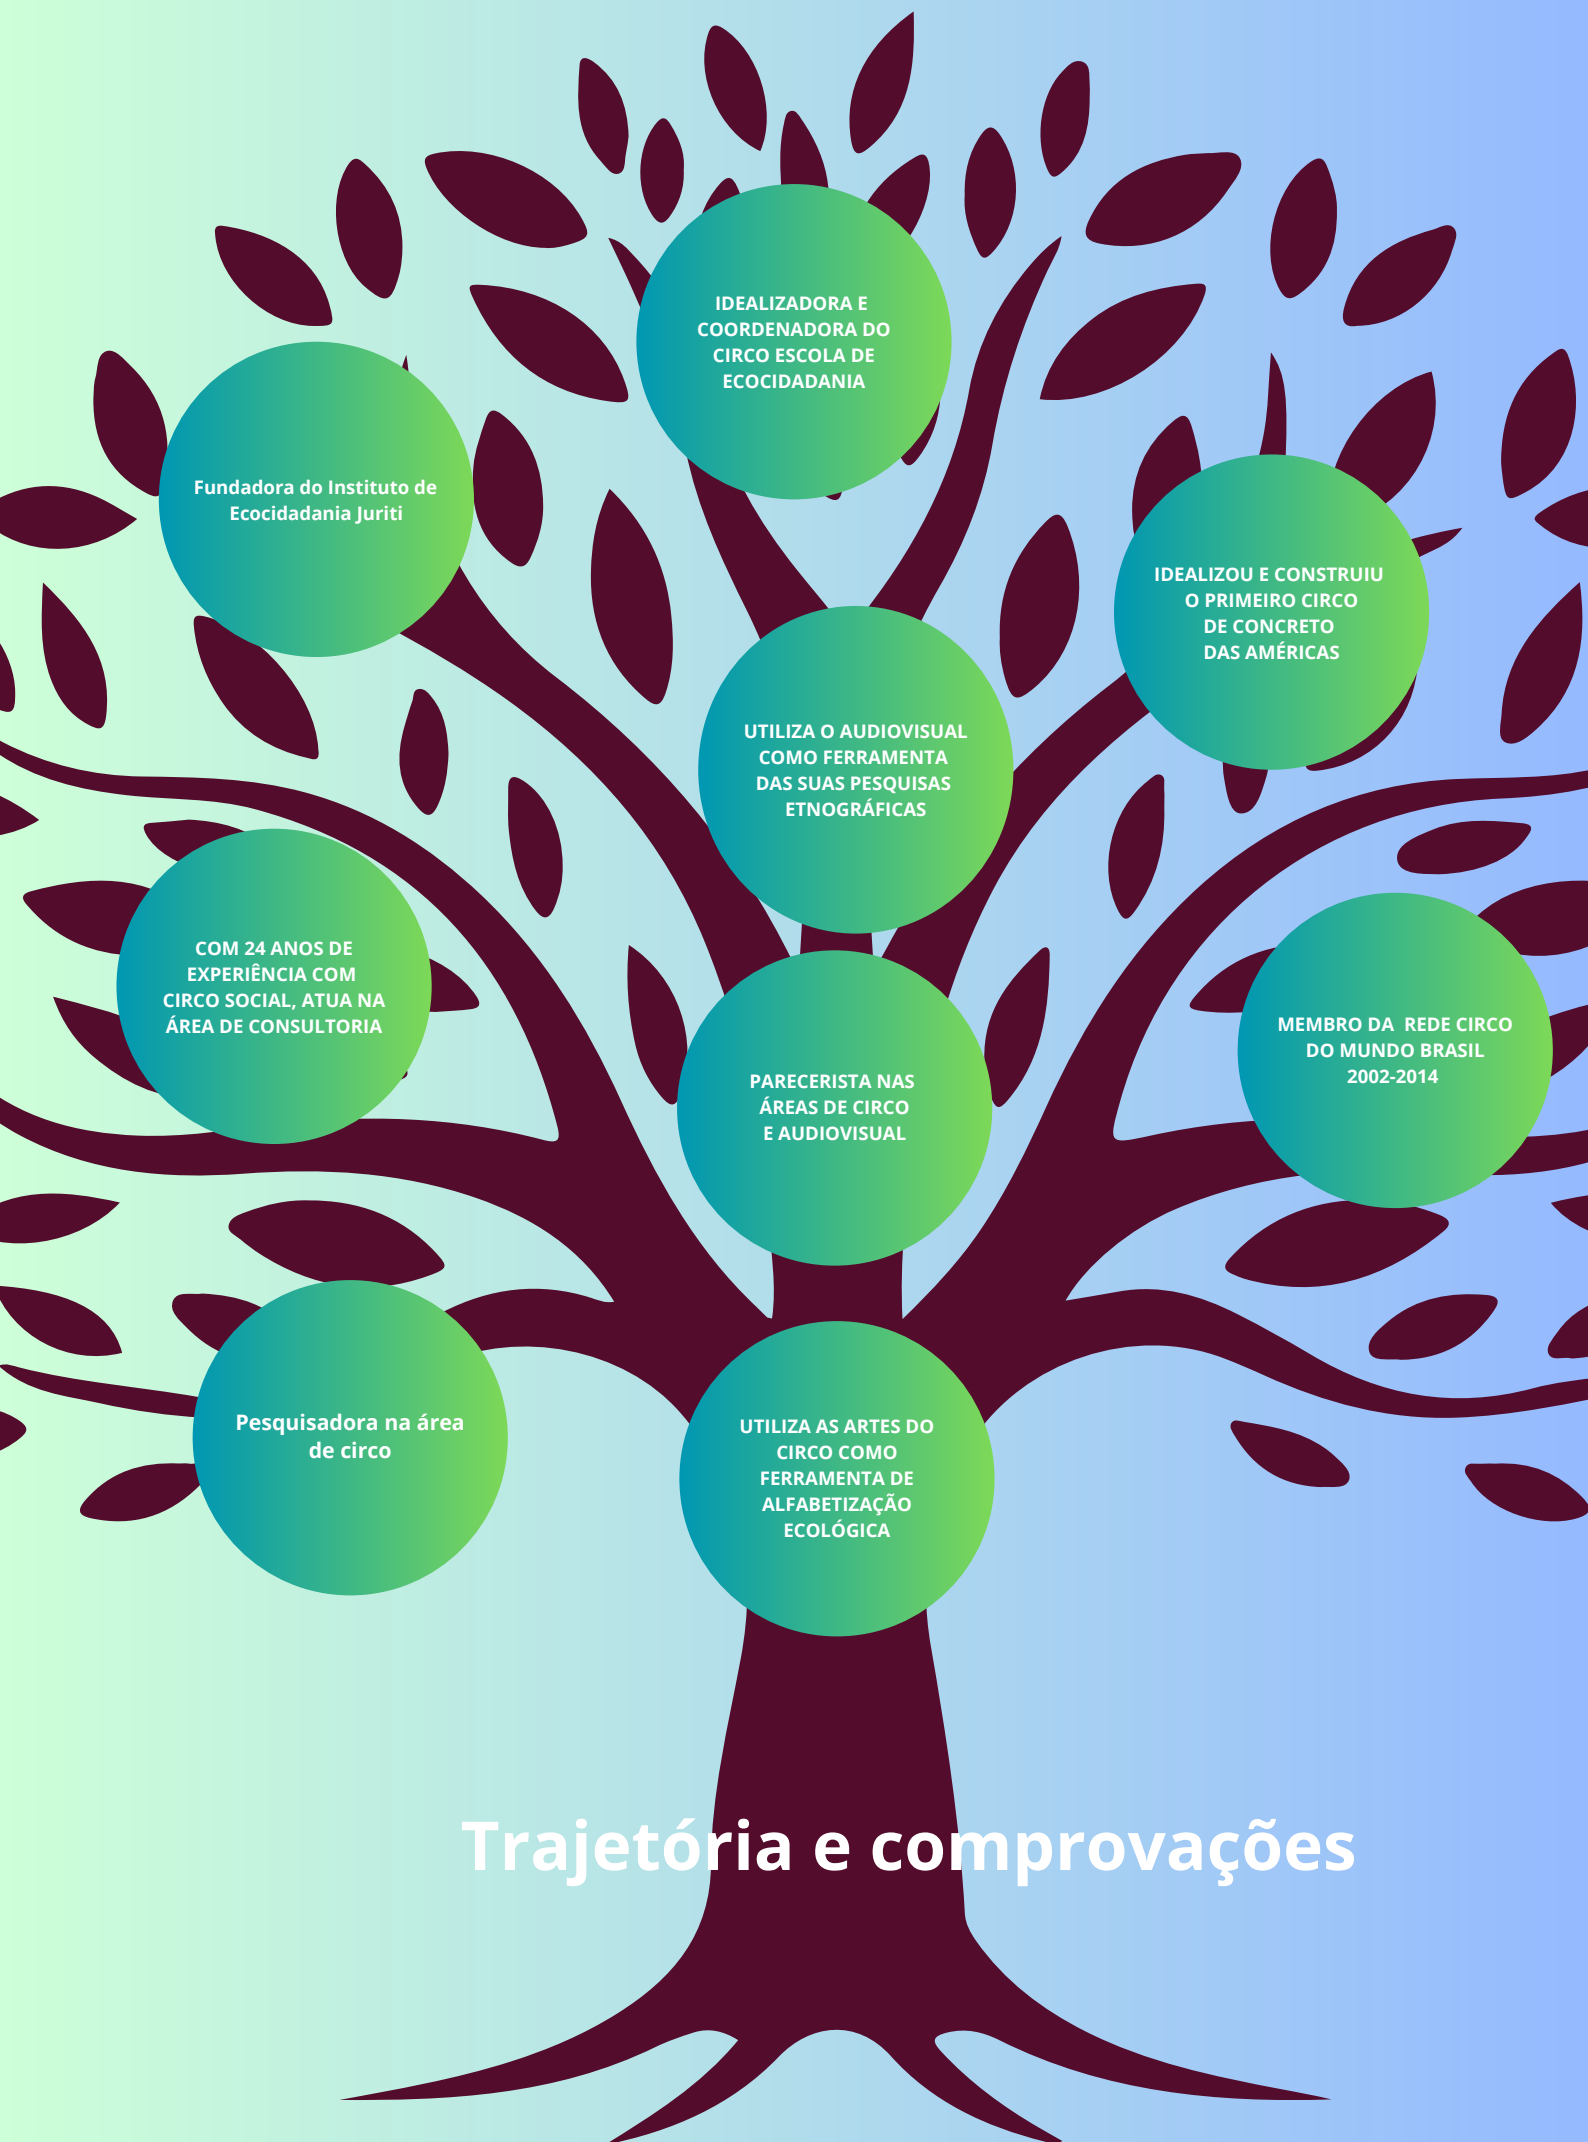 IDEALIZADORA E
COORDENADORA DO
CIRCO ESCOLA DE
ECOCIDADANIA
Fundadora do Instituto de
Ecocidadania Juriti
IDEALIZOU E CONSTRUIU
O PRIMEIRO CIRCO
DE CONCRETO
DAS AMÉRICAS
UTILIZA O AUDIOVISUAL
COMO FERRAMENTA
DAS SUAS PESQUISAS
ETNOGRÁFICAS
COM 24 ANOS DE
EXPERIÊNCIA COM
CIRCO SOCIAL, ATUA NA
ÁREA DE CONSULTORIA
MEMBRO DA  REDE CIRCO
DO MUNDO BRASIL
2002-2014
PARECERISTA NAS
ÁREAS DE CIRCO
E AUDIOVISUAL
Pesquisadora na área
de circo
UTILIZA AS ARTES DO
CIRCO COMO
FERRAMENTA DE
ALFABETIZAÇÃO
ECOLÓGICA
Trajetória e comprovações